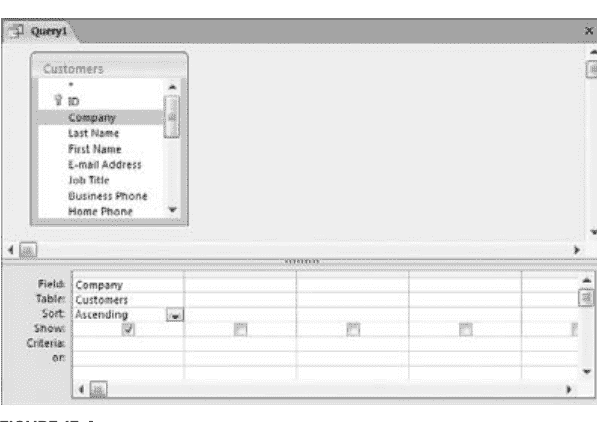 Query1
Customers
*
ID
Company
Last Name
First Name
E-mail Address
Job Title
Business Phone
Home Phone
Field: Company
Table: Customers
Sort: Ascending
Show:
Criteria:
or: